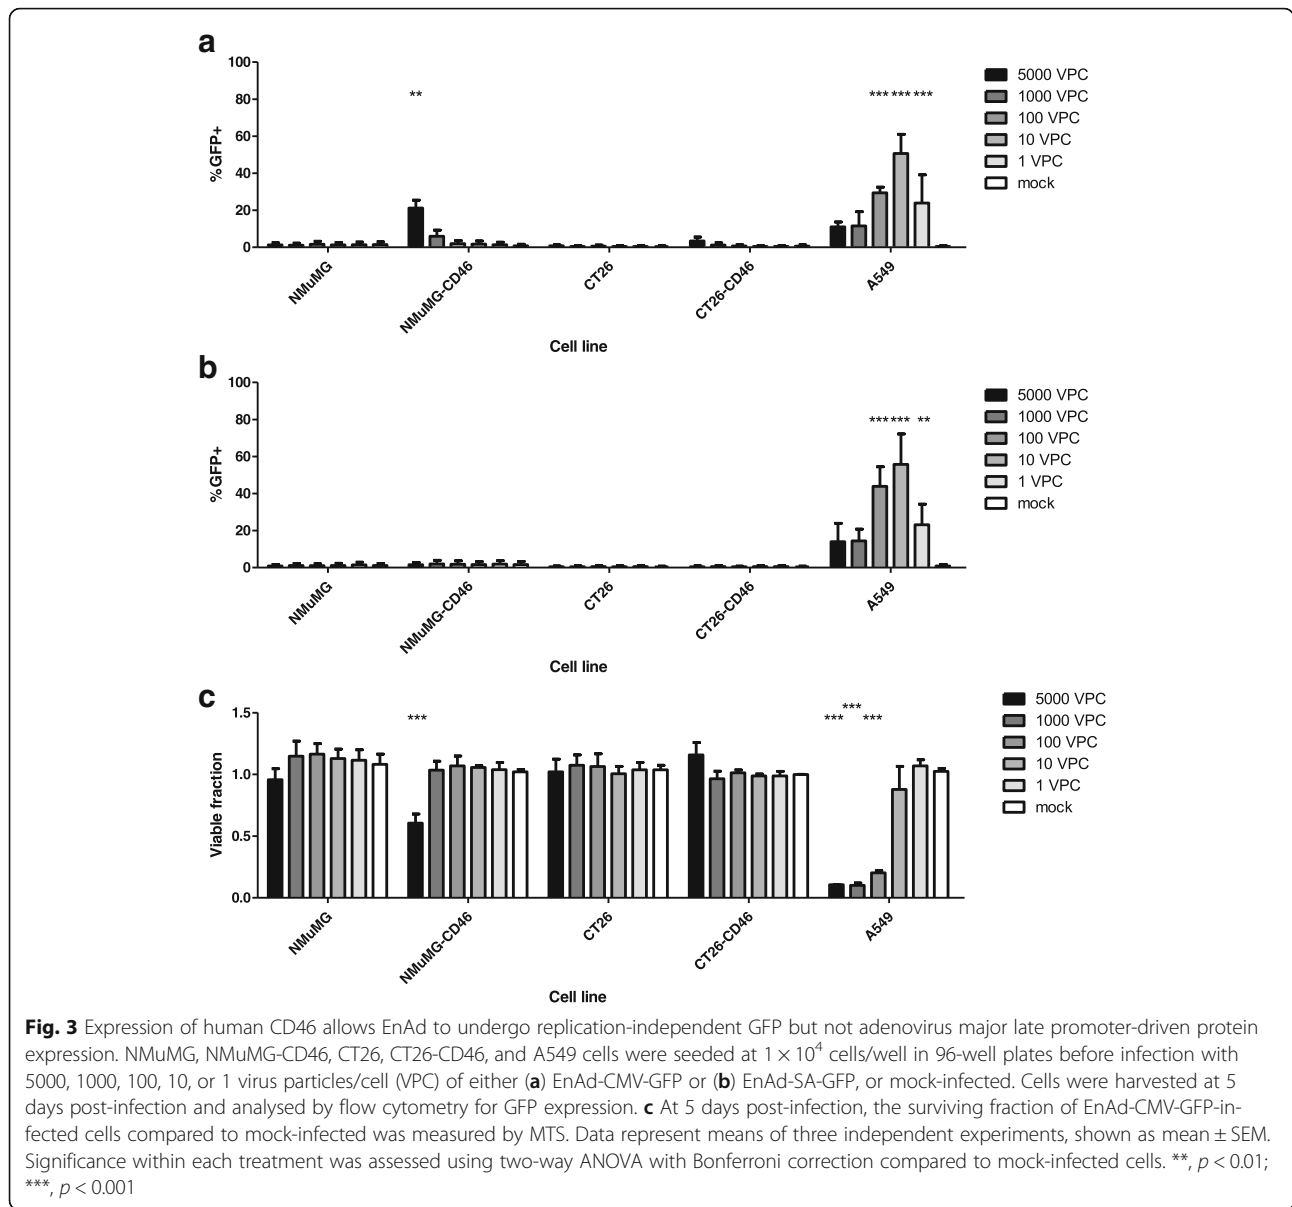 a
100
80
60
40
20
0
%GFP+
**
*** *** ***
5000 VPC
1000 VPC
100 VPC
10 VPC
1 VPC
mock
NMuMG
NMuMG-CD46
CT26
CT26-CD46
A549
Cell line
b
100
80
60
40
20
0
%GFP+
*** *** **
5000 VPC
1000 VPC
100 VPC
10 VPC
1 VPC
mock
NMuMG
NMuMG-CD46
CT26
CT26-CD46
A549
Cell line
c
1.5
1.0
0.5
0.0
Viable fraction
***
*** *** ***
5000 VPC
1000 VPC
100 VPC
10 VPC
1 VPC
mock
NMuMG
NMuMG-CD46
CT26
CT26-CD46
A549
Cell line
Fig. 3 Expression of human CD46 allows EnAd to undergo replication-independent GFP but not adenovirus major late promoter-driven protein
expression. NMuMG, NMuMG-CD46, CT26, CT26-CD46, and A549 cells were seeded at 1 × 10⁴ cells/well in 96-well plates before infection with
5000, 1000, 100, 10, or 1 virus particles/cell (VPC) of either (a) EnAd-CMV-GFP or (b) EnAd-SA-GFP, or mock-infected. Cells were harvested at 5
days post-infection and analysed by flow cytometry for GFP expression. c At 5 days post-infection, the surviving fraction of EnAd-CMV-GFP-in-
fected cells compared to mock-infected was measured by MTS. Data represent means of three independent experiments, shown as mean ± SEM.
Significance within each treatment was assessed using two-way ANOVA with Bonferroni correction compared to mock-infected cells. **, p < 0.01;
***, p < 0.001